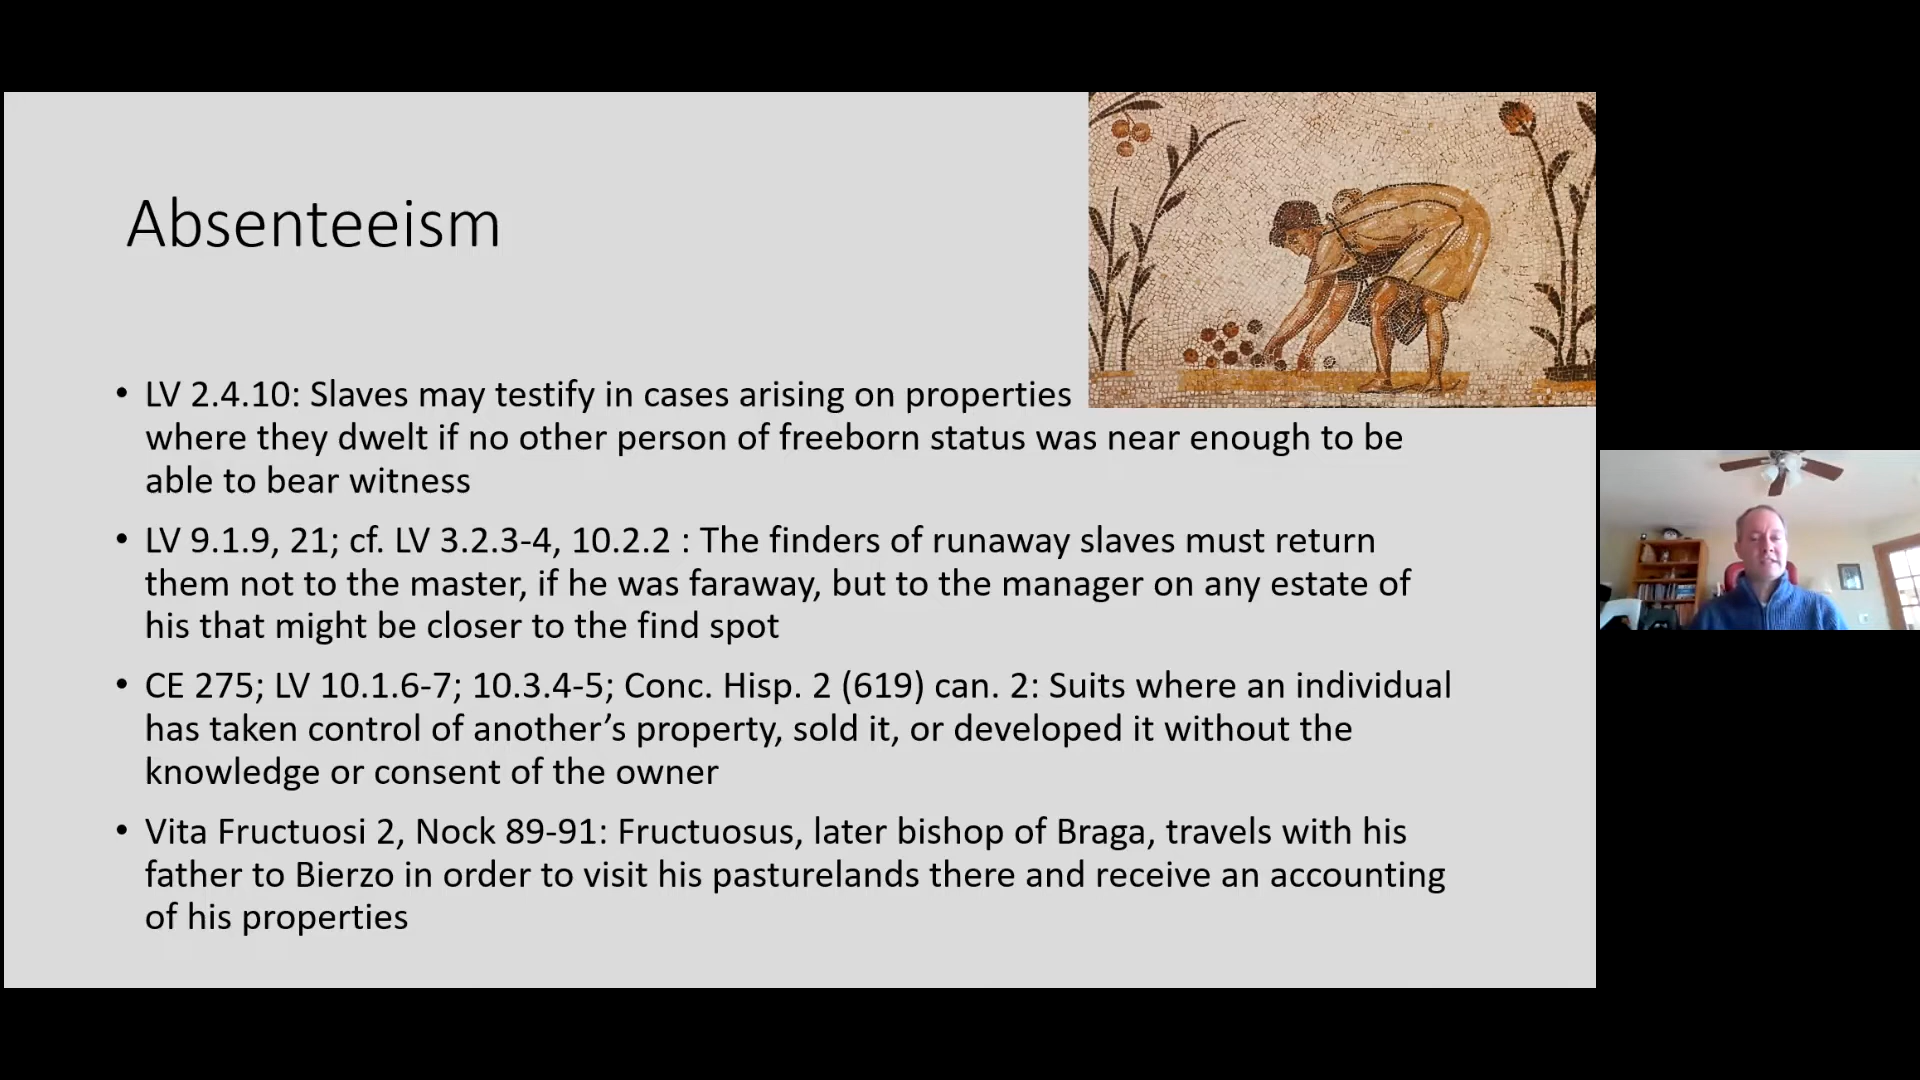 Absenteeism
• LV 2.4.10: Slaves may testify in cases arising on properties
where they dwelt if no other person of freeborn status was near enough to be
able to bear witness
• LV 9.1.9, 21; cf. LV 3.2.3-4, 10.2.2 : The finders of runaway slaves must return
them not to the master, if he was faraway, but to the manager on any estate of
his that might be closer to the find spot
• CE 275; LV 10.1.6-7; 10.3.4-5; Conc. Hisp. 2 (619) can. 2: Suits where an individual
has taken control of another’s property, sold it, or developed it without the
knowledge or consent of the owner
• Vita Fructuosi 2, Nock 89-91: Fructuosus, later bishop of Braga, travels with his
father to Bierzo in order to visit his pasturelands there and receive an accounting
of his properties